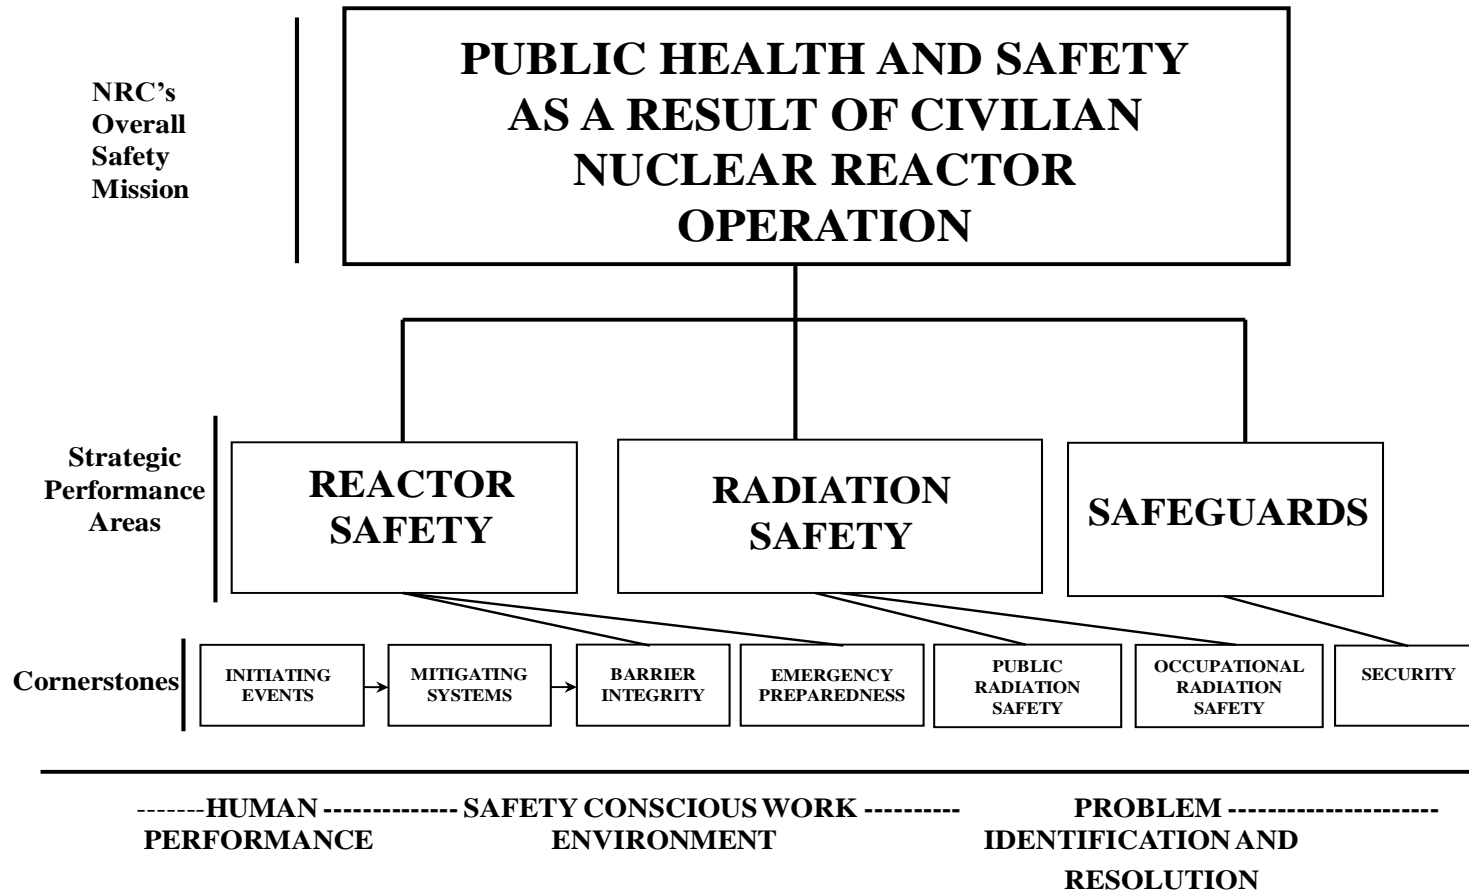 NRC's
Overall
Safety
Mission
PUBLIC HEALTH AND SAFETY
AS A RESULT OF CIVILIAN
NUCLEAR REACTOR
OPERATION
Strategic
Performance
Areas
REACTOR
SAFETY
RADIATION
SAFETY
SAFEGUARDS
Cornerstones
INITIATING
EVENTS
MITIGATING
SYSTEMS
BARRIER
INTEGRITY
EMERGENCY
PREPAREDNESS
PUBLIC
RADIATION
SAFETY
OCCUPATIONAL
RADIATION
SAFETY
SECURITY
-------HUMAN -------------- SAFETY CONSCIOUS WORK ---------- PROBLEM ----------------------
PERFORMANCE ENVIRONMENT IDENTIFICATION AND
RESOLUTION